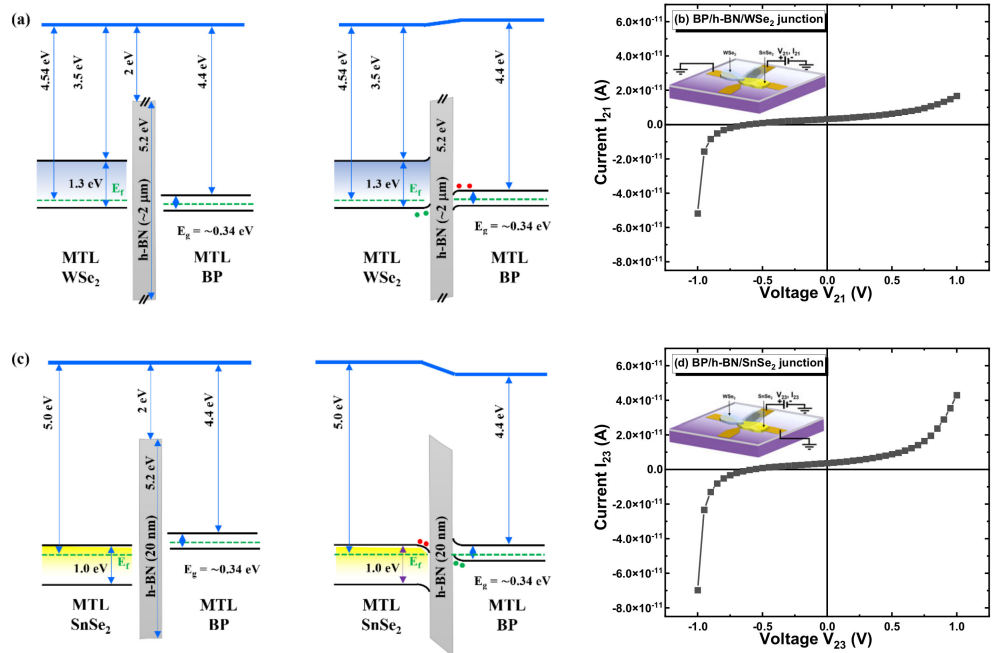 (a)
4.54 eV
3.5 eV
2 eV
4.4 eV
5.2 eV
1.3 eV
E_f
h-BN (~2 μm)
E_g = ~0.34 eV
MTL
WSe₂
MTL
BP
4.54 eV
3.5 eV
4.4 eV
5.2 eV
1.3 eV
E_f
h-BN (~2 μm)
E_g = ~0.34 eV
MTL
WSe₂
MTL
BP
(b) BP/h-BN/WSe₂ junction
WSe₂
SnSe₂
V₂₁, I₂₁
+ -
Current I₂₁ (A)
6.0×10⁻¹¹
4.0×10⁻¹¹
2.0×10⁻¹¹
0.0
-2.0×10⁻¹¹
-4.0×10⁻¹¹
-6.0×10⁻¹¹
-8.0×10⁻¹¹
-1.0
-0.5
0.0
0.5
1.0
Voltage V₂₁ (V)
(c)
5.0 eV
2 eV
4.4 eV
5.2 eV
1.0 eV
E_f
h-BN (20 nm)
E_g = ~0.34 eV
MTL
SnSe₂
MTL
BP
5.0 eV
4.4 eV
1.0 eV
E_f
h-BN (20 nm)
E_g = ~0.34 eV
MTL
SnSe₂
MTL
BP
(d) BP/h-BN/SnSe₂ junction
WSe₂
SnSe₂
V₂₃, I₂₃
+ -
Current I₂₃ (A)
6.0×10⁻¹¹
4.0×10⁻¹¹
2.0×10⁻¹¹
0.0
-2.0×10⁻¹¹
-4.0×10⁻¹¹
-6.0×10⁻¹¹
-8.0×10⁻¹¹
-1.0
-0.5
0.0
0.5
1.0
Voltage V₂₃ (V)